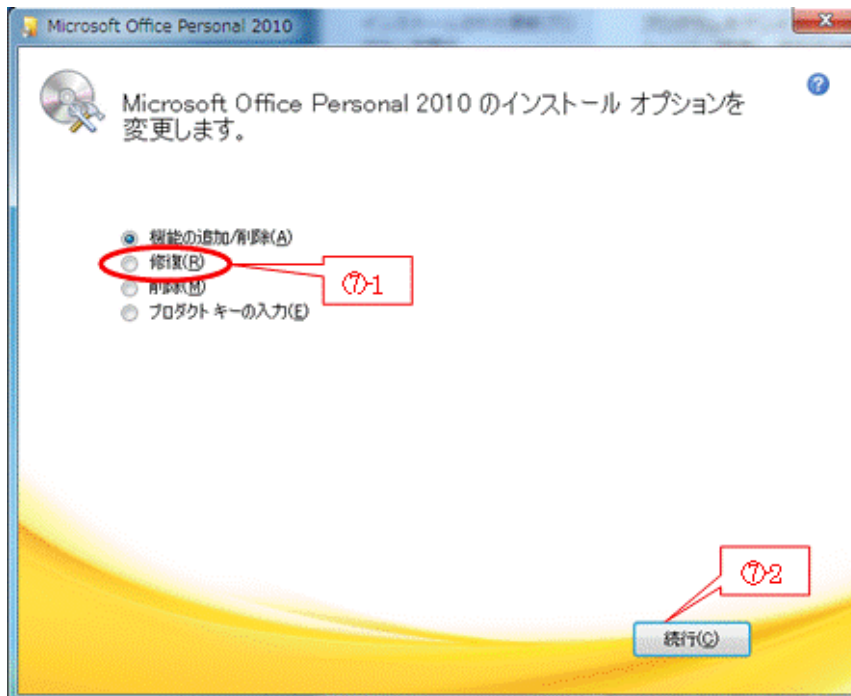 Microsoft Office Personal 2010
Microsoft Office Personal 2010 のインストール オプションを
変更します。
機能の追加/削除(A)
修復(R)
⑦-1
削除(M)
プロダクト キーの入力(E)
⑦-2
続行(C)